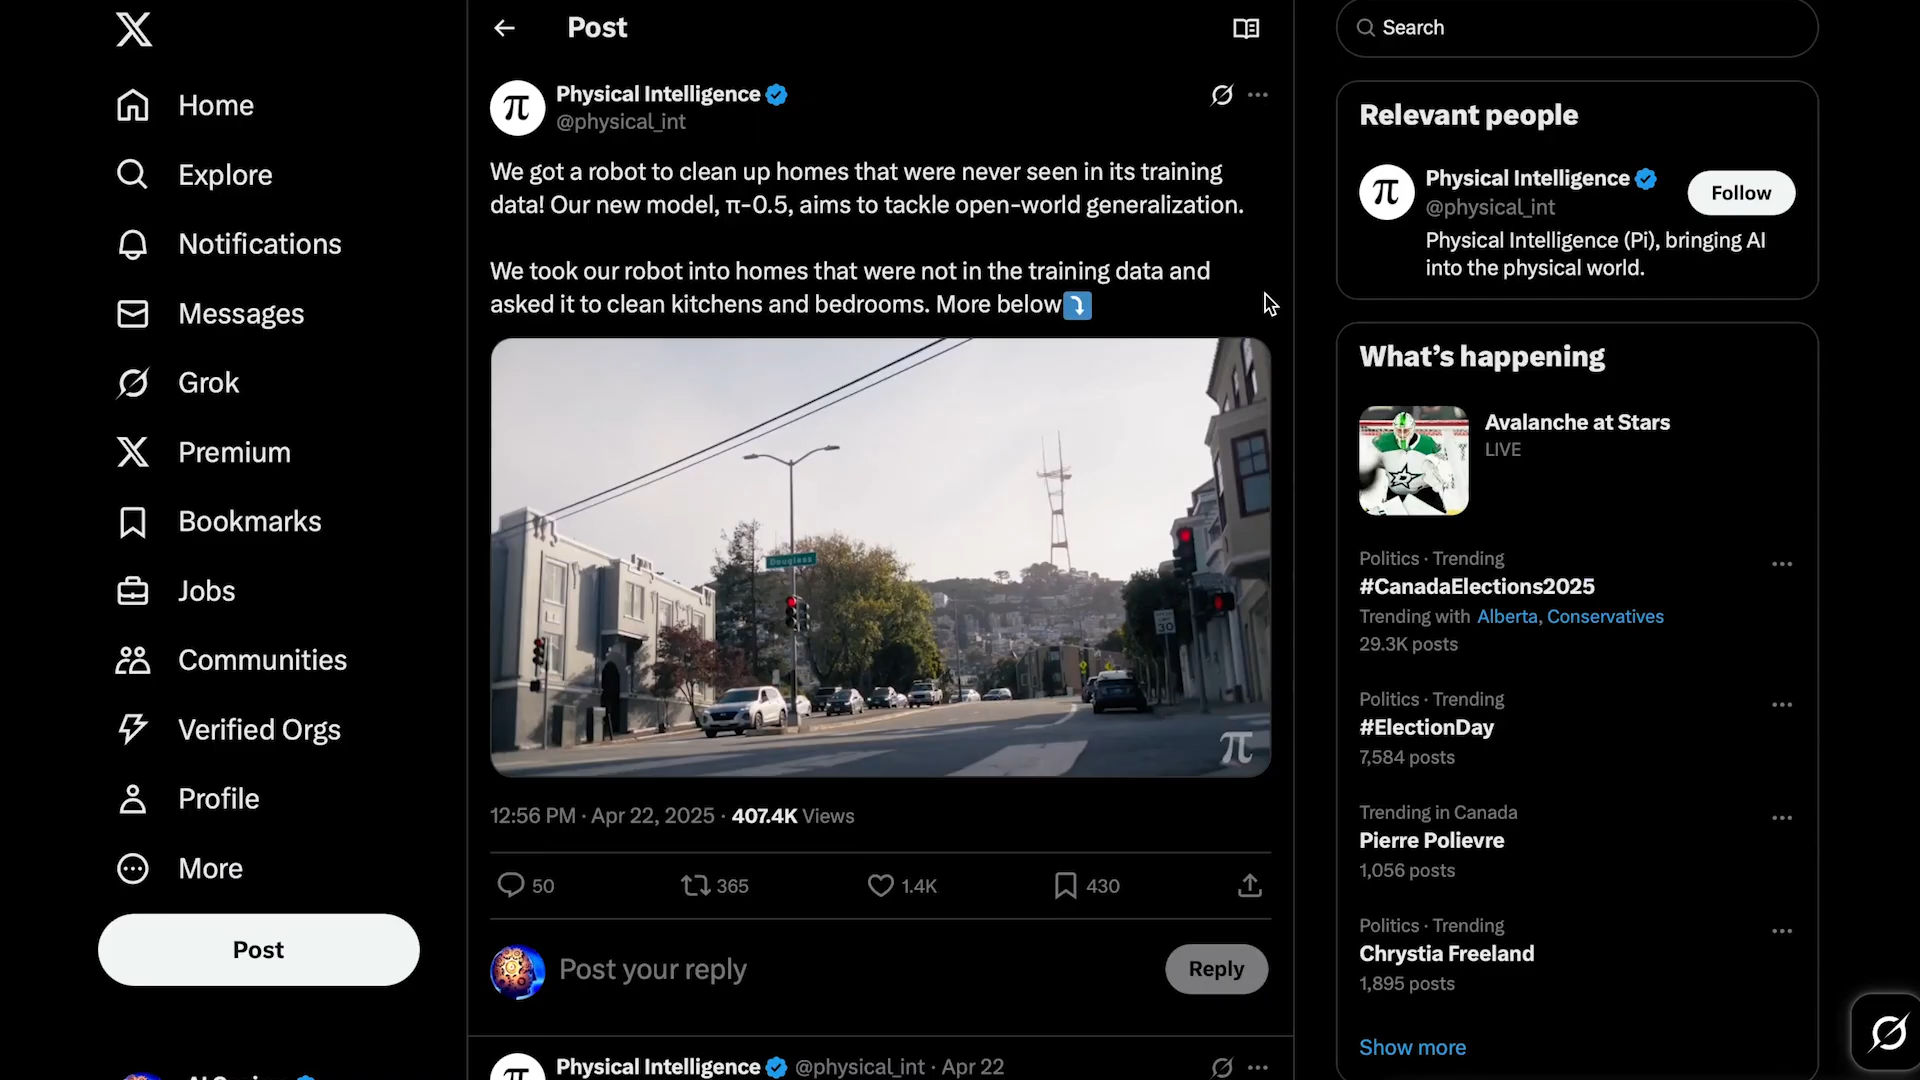 Home
Explore
Notifications
Messages
Grok
Premium
Bookmarks
Jobs
Communities
Verified Orgs
Profile
More
Post
Post
Physical Intelligence
@physical_int
We got a robot to clean up homes that were never seen in its training
data! Our new model, π-0.5, aims to tackle open-world generalization.
We took our robot into homes that were not in the training data and
asked it to clean kitchens and bedrooms. More below
Douglass
30
π
12:56 PM · Apr 22, 2025 · 407.4K Views
50
365
1.4K
430
Post your reply
Reply
Physical Intelligence @physical_int · Apr 22
Search
Relevant people
Physical Intelligence
@physical_int
Follow
Physical Intelligence (Pi), bringing AI
into the physical world.
What’s happening
Avalanche at Stars
LIVE
Politics · Trending
#CanadaElections2025
Trending with Alberta, Conservatives
29.3K posts
Politics · Trending
#ElectionDay
7,584 posts
Trending in Canada
Pierre Polievre
1,056 posts
Politics · Trending
Chrystia Freeland
1,895 posts
Show more